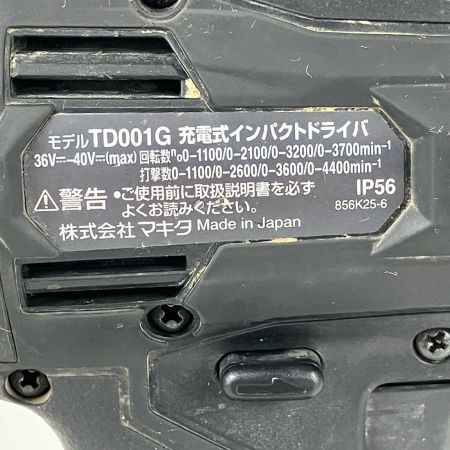 モデルTD001G 充電式インパクトドライバ
36V⎓-40V⎓(max) 回転数n₀0-1100/0-2100/0-3200/0-3700min⁻¹
打撃数0-1100/0-2600/0-3600/0-4400min⁻¹
⚠警告 •ご使用前に取扱説明書を必ず よくお読みください。
IP56
856K25-6
株式会社 マキタ Made in Japan